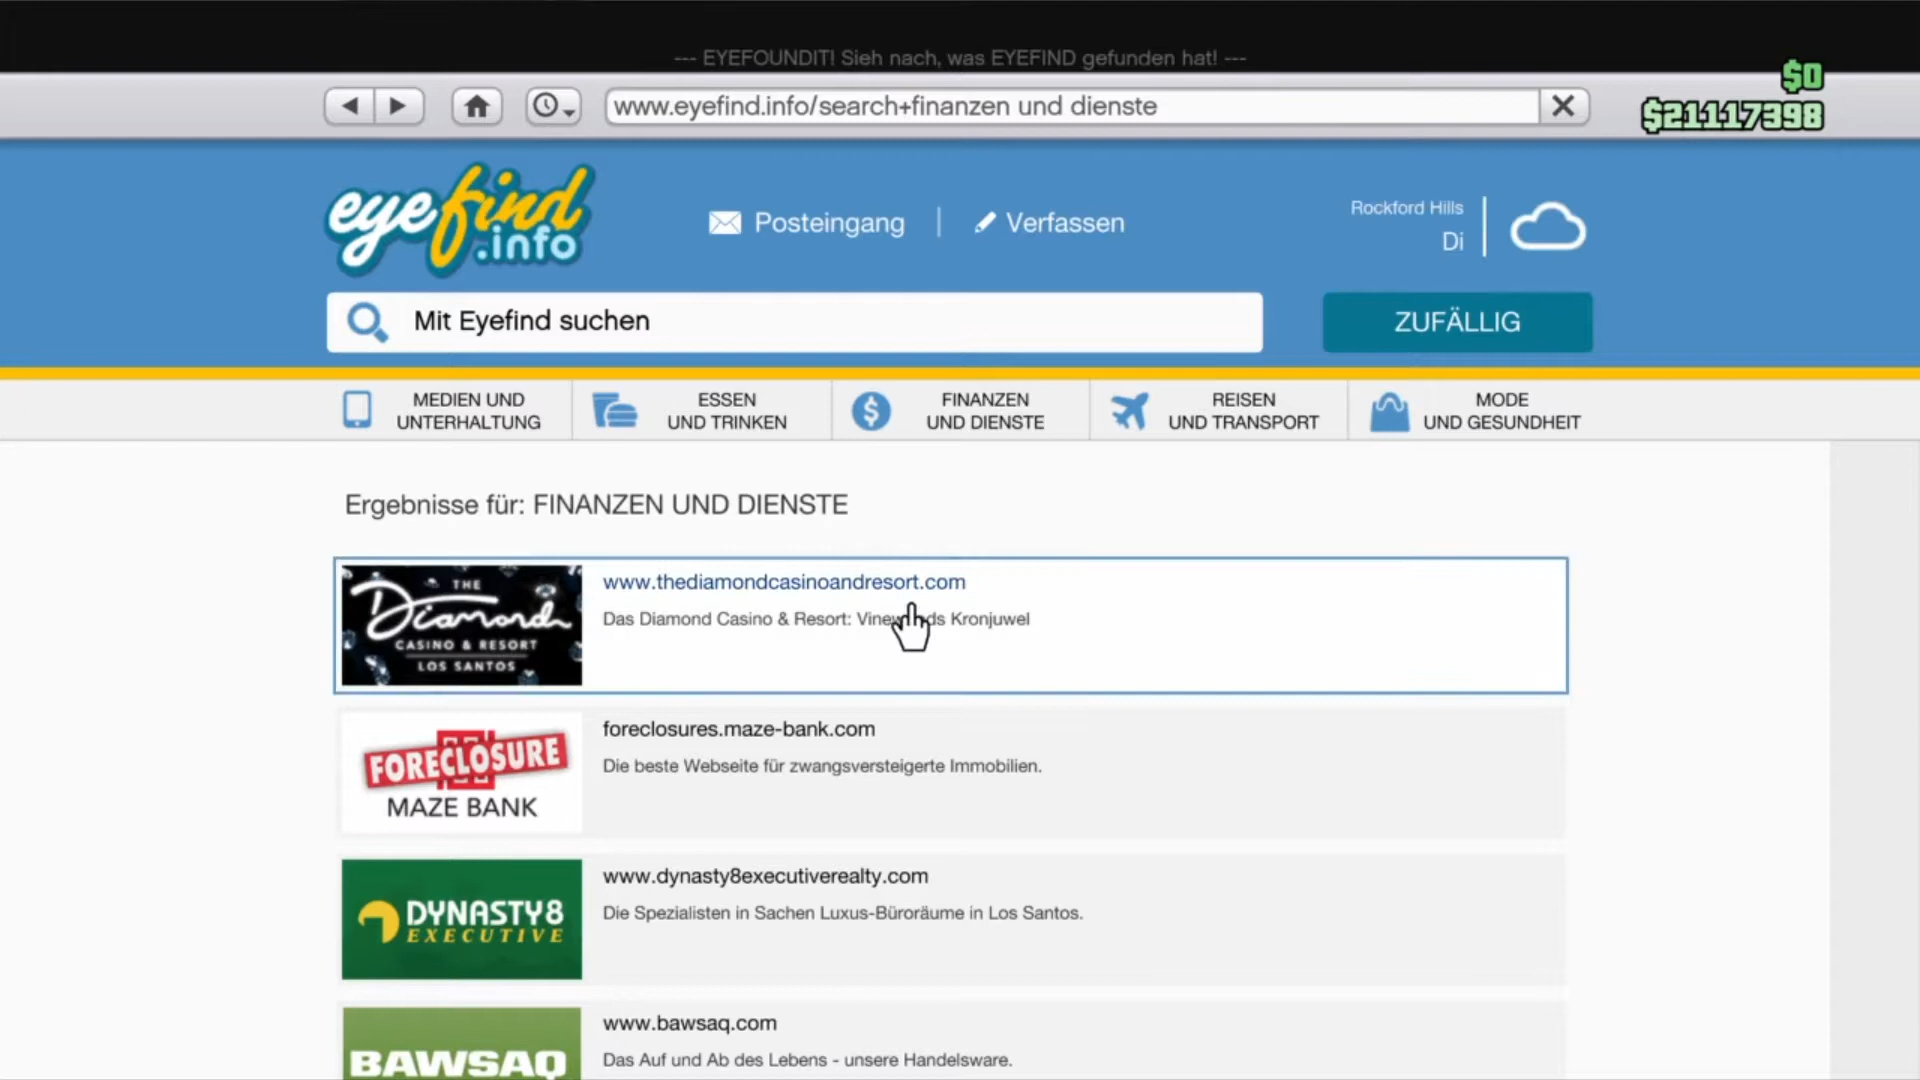 --- EYEFOUNDIT! Sieh nach, was EYEFIND gefunden hat! ---
$0
www.eyefind.info/search+finanzen und dienste
$21117398
eyefind
.info
Posteingang
Verfassen
Rockford Hills
Di
Mit Eyefind suchen
ZUFÄLLIG
MEDIEN UND
UNTERHALTUNG
ESSEN
UND TRINKEN
FINANZEN
UND DIENSTE
REISEN
UND TRANSPORT
MODE
UND GESUNDHEIT
Ergebnisse für: FINANZEN UND DIENSTE
THE
Diamond
CASINO & RESORT
LOS SANTOS
www.thediamondcasinoandresort.com
Das Diamond Casino & Resort: Vinewoods Kronjuwel
FORECLOSURE
MAZE BANK
foreclosures.maze-bank.com
Die beste Webseite für zwangsversteigerte Immobilien.
DYNASTY8
EXECUTIVE
www.dynasty8executiverealty.com
Die Spezialisten in Sachen Luxus-Büroräume in Los Santos.
BAWSAQ
www.bawsaq.com
Das Auf und Ab des Lebens - unsere Handelsware.